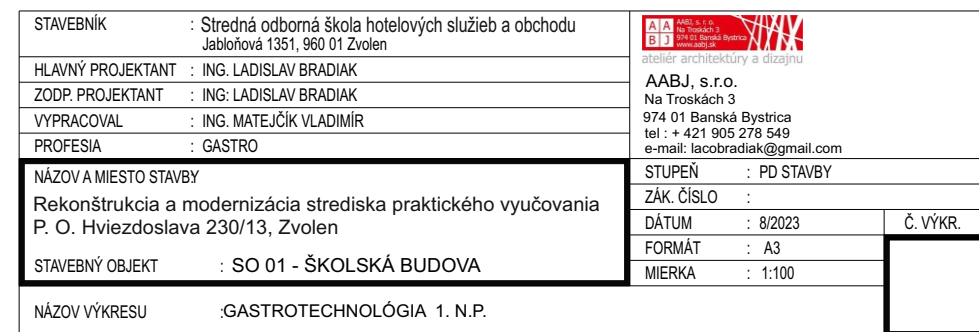 STAVEBNÍK : Stredná odborná škola hotelových služieb a obchodu
Jabloňová 1351, 960 01 Zvolen
HLAVNÝ PROJEKTANT : ING. LADISLAV BRADIAK
ZODP. PROJEKTANT : ING: LADISLAV BRADIAK
VYPRACOVAL : ING. MATEJČÍK VLADIMÍR
PROFESIA : GASTRO
NÁZOV A MIESTO STAVBY:
Rekonštrukcia a modernizácia strediska praktického vyučovania
P. O. Hviezdoslava 230/13, Zvolen
STAVEBNÝ OBJEKT : SO 01 - ŠKOLSKÁ BUDOVA
NÁZOV VÝKRESU :GASTROTECHNOLÓGIA 1. N.P.
A A
B J
AABJ, s. r. o.
Na Troskách 3
974 01 Banská Bystrica
www.aabj.sk
ateliér architektúry a dizajnu
AABJ, s.r.o.
Na Troskách 3
974 01 Banská Bystrica
tel : + 421 905 278 549
e-mail: lacobradiak@gmail.com
STUPEŇ : PD STAVBY
ZÁK. ČÍSLO :
DÁTUM : 8/2023
Č. VÝKR.
FORMÁT : A3
MIERKA : 1:100